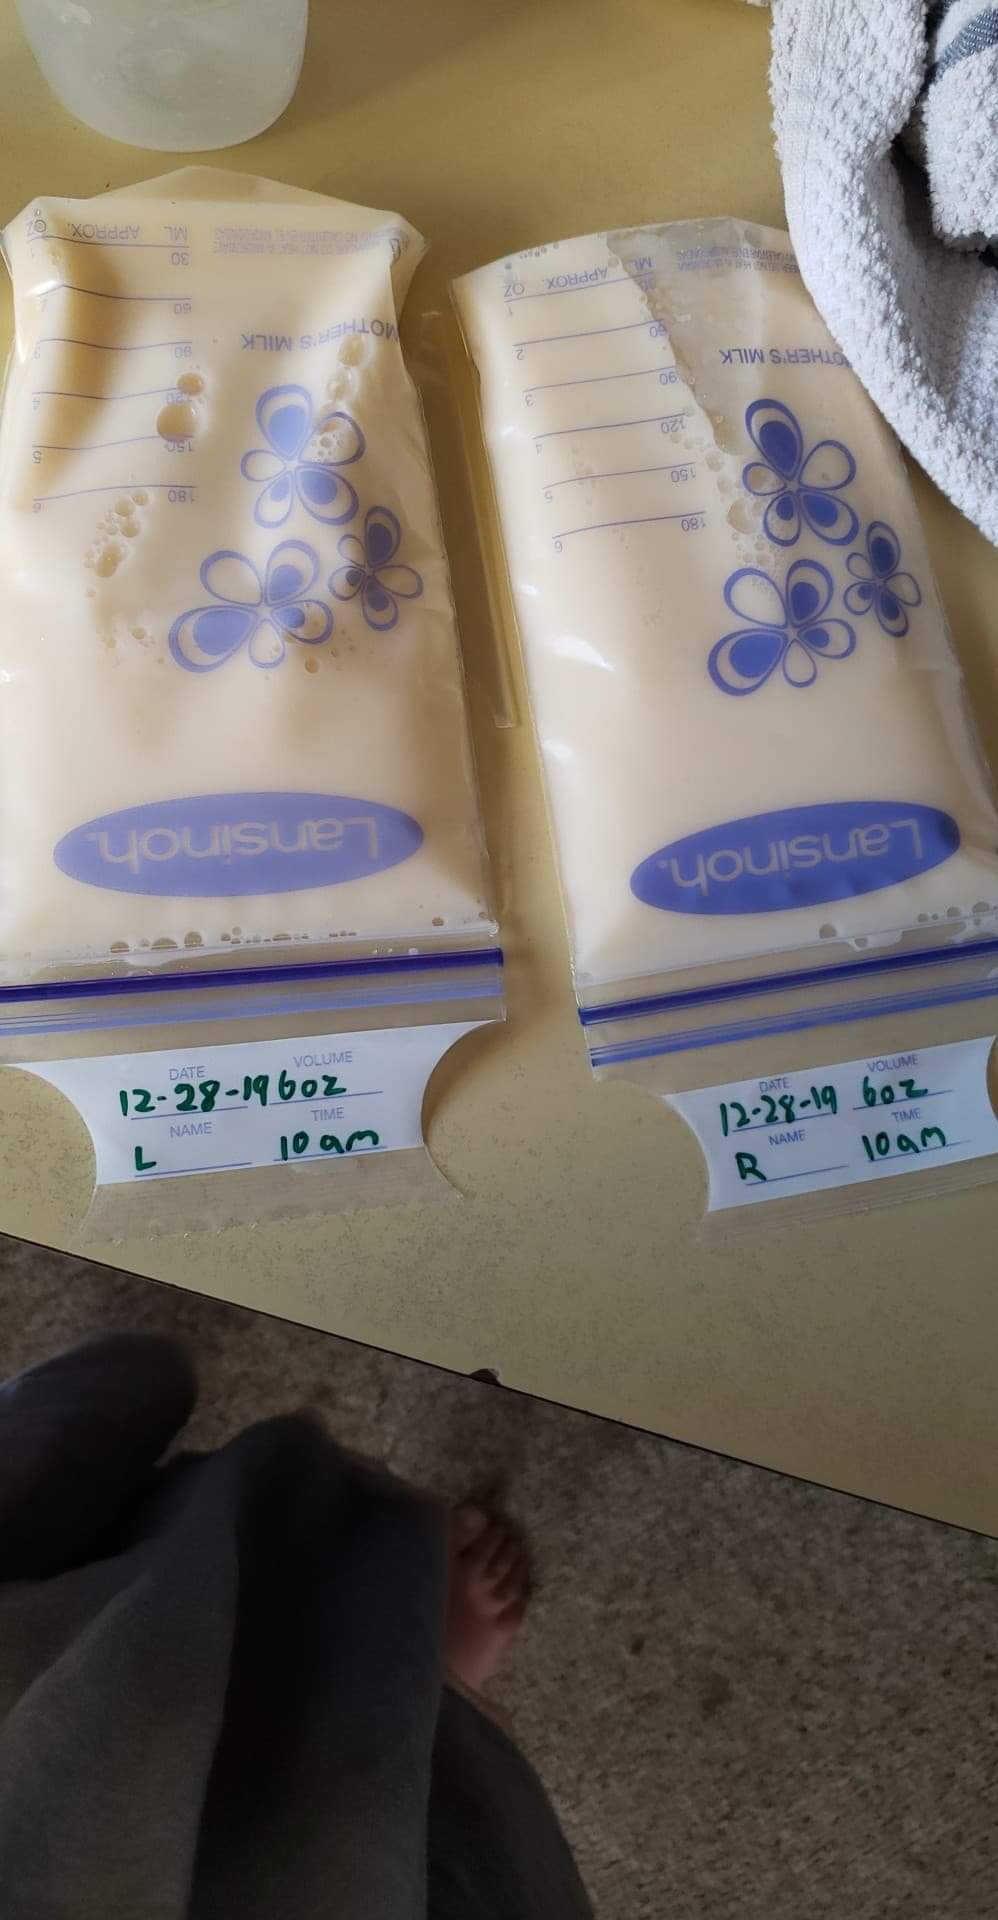 OZ APPROX. ML
1 30
2 60
3 90
4 120
5 150
6 180
MOTHER'S MILK
Lansinoh.
DATE VOLUME
12-28-19 6oz
NAME TIME
L 10am
OZ APPROX. ML
1 30
2 60
3 90
4 120
5 150
6 180
MOTHER'S MILK
Lansinoh.
DATE VOLUME
12-28-19 6oz
NAME TIME
R 10am